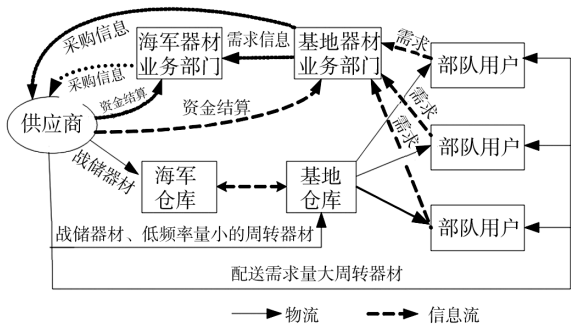 采购信息
海军器材
业务部门
需求信息
基地器材
业务部门
需求
部队用户
采购信息
资金结算
资金结算
需求
供应商
需求
部队用户
战储器材
海军
仓库
基地
仓库
部队用户
战储器材、低频率量小的周转器材
配送需求量大周转器材
物流
信息流